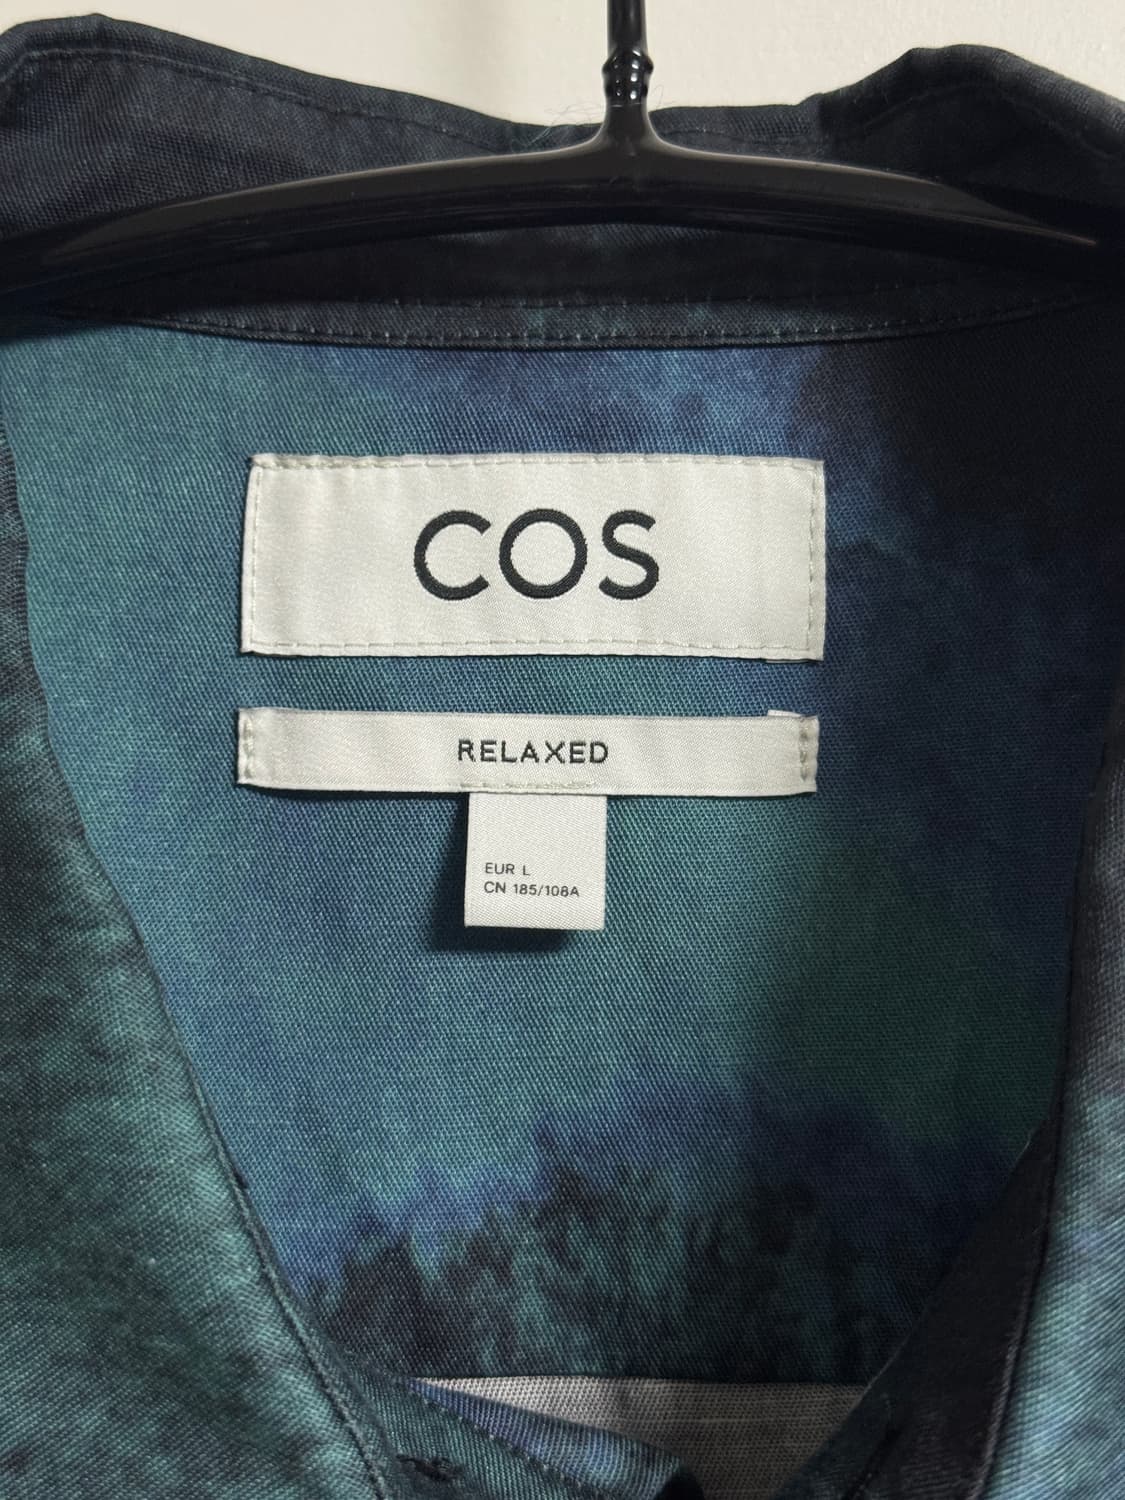 COS
RELAXED
EUR L
CN 185/108A